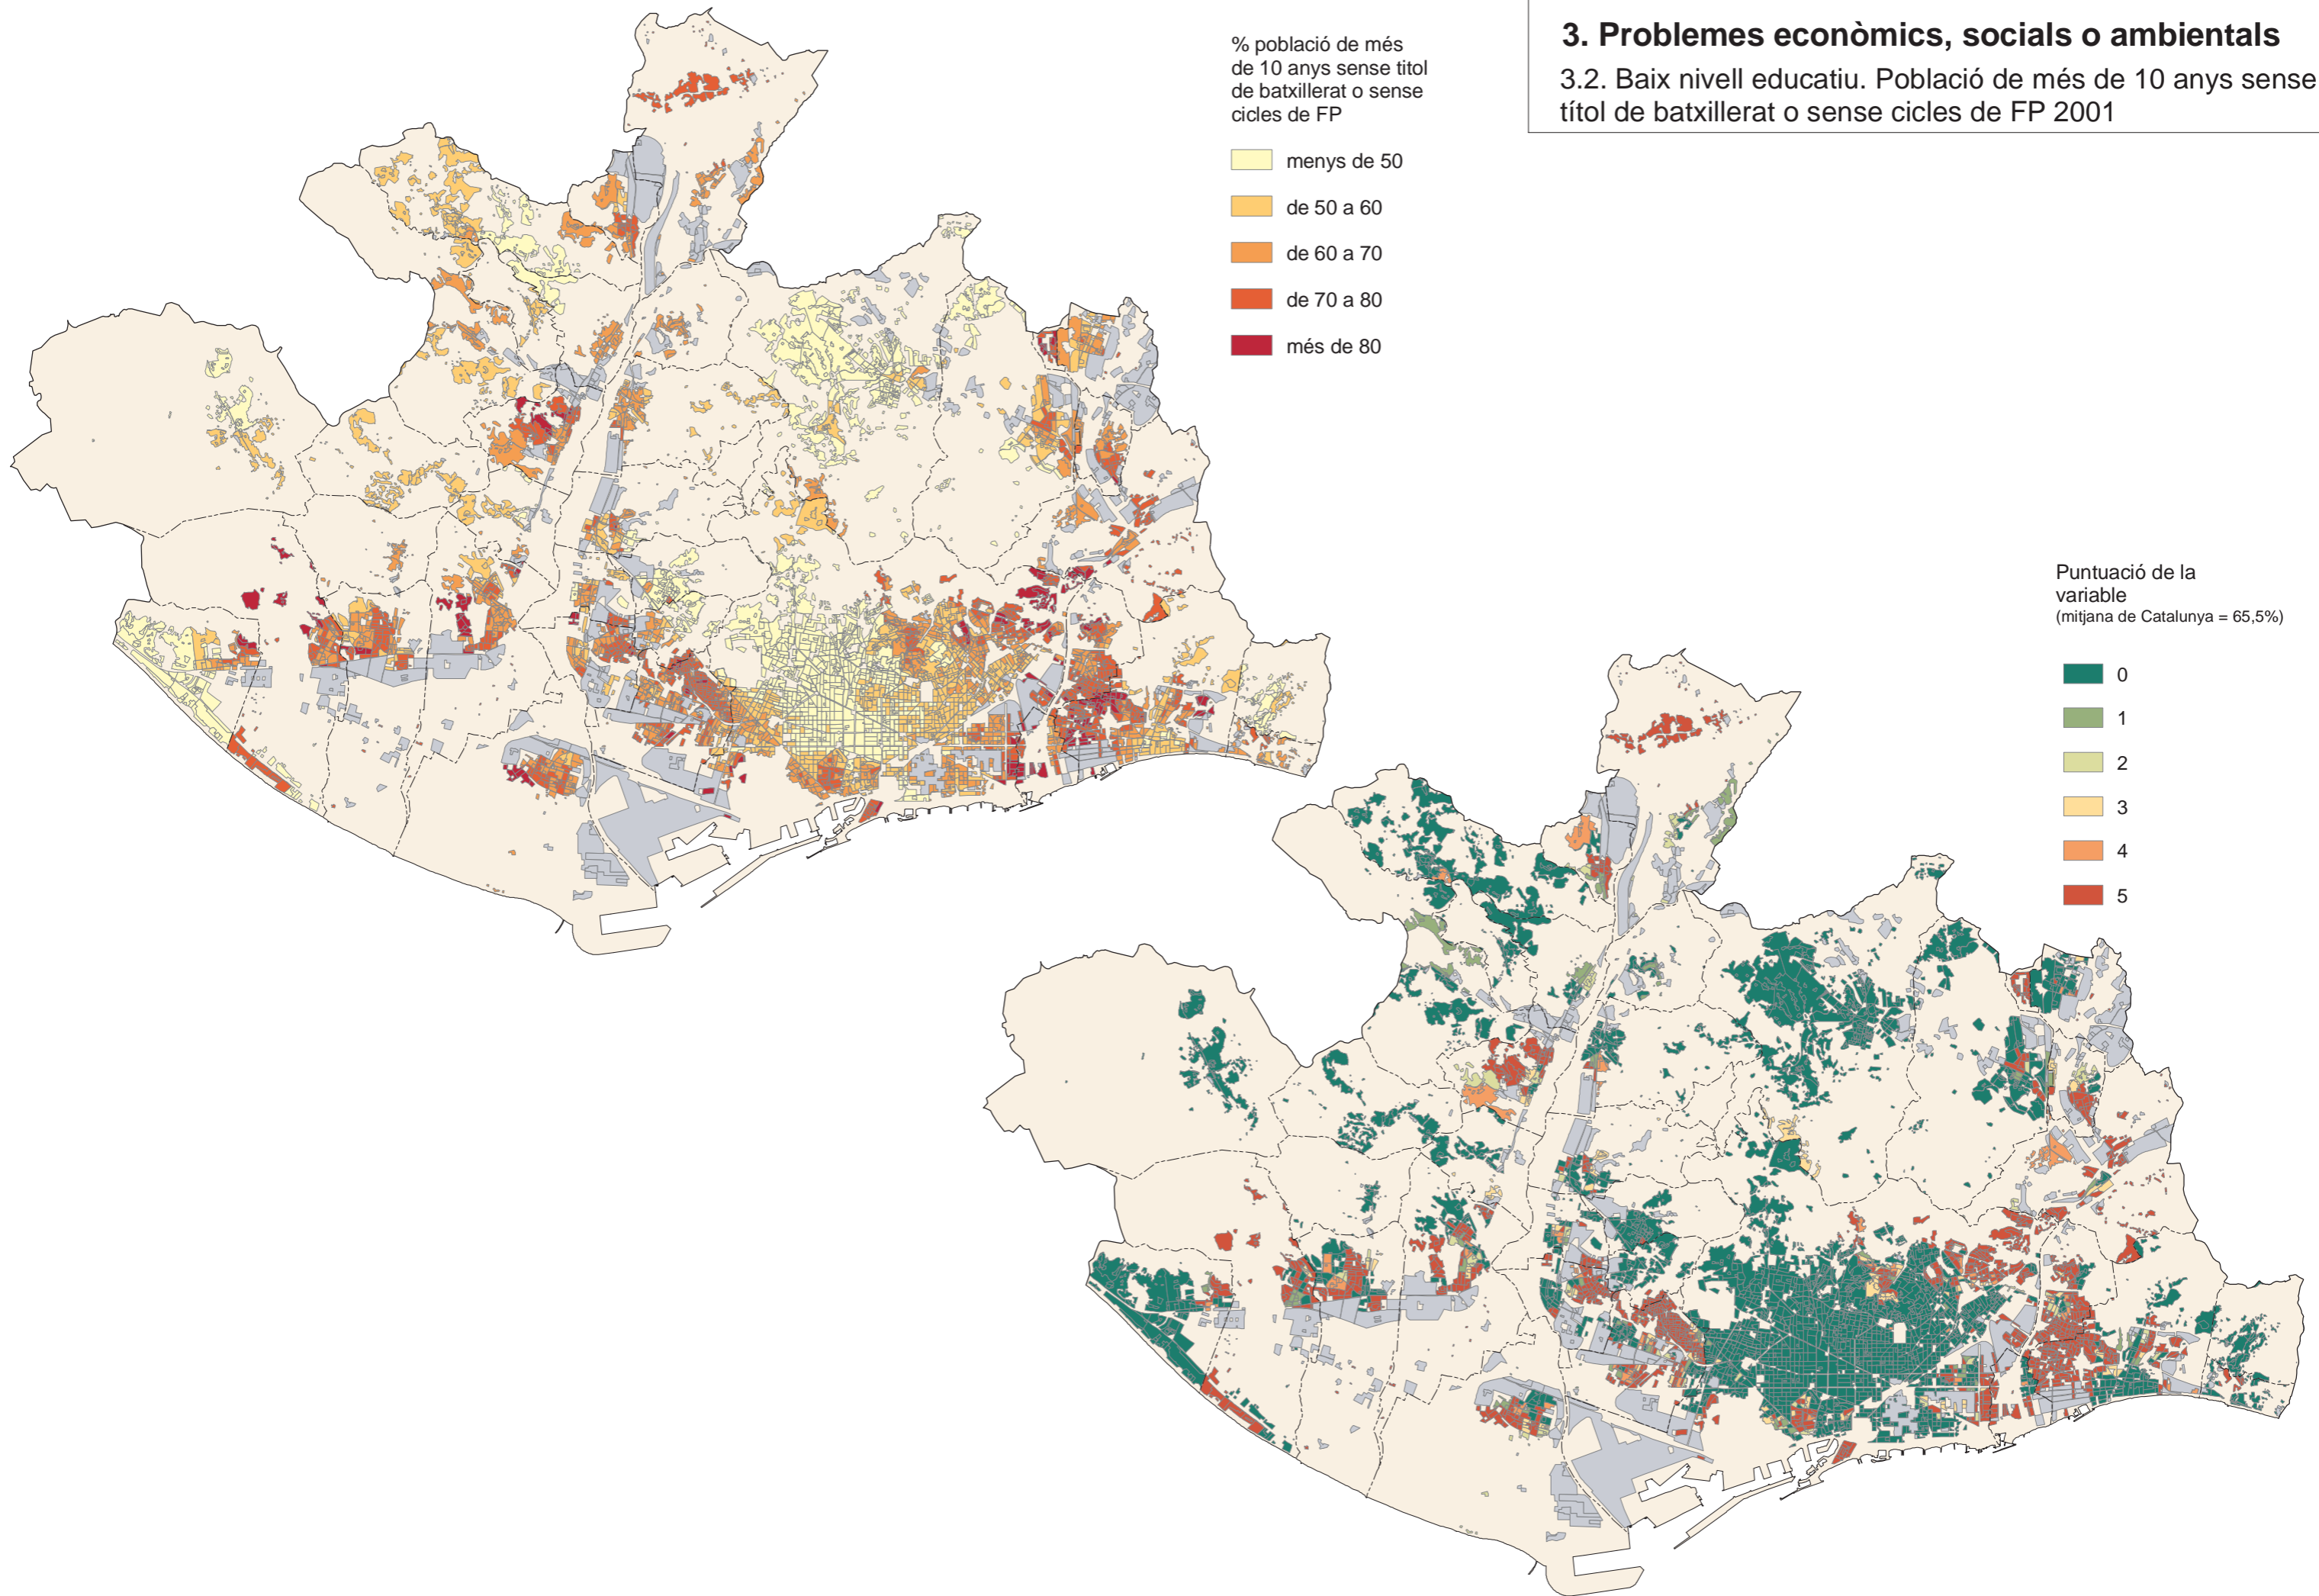 3. Problemes econòmics, socials o ambientals
3.2. Baix nivell educatiu. Població de més de 10 anys sense
títol de batxillerat o sense cicles de FP 2001
% població de més
de 10 anys sense titol
de batxillerat o sense
cicles de FP
menys de 50
de 50 a 60
de 60 a 70
de 70 a 80
més de 80
Puntuació de la
variable
(mitjana de Catalunya = 65,5%)
0
1
2
3
4
5